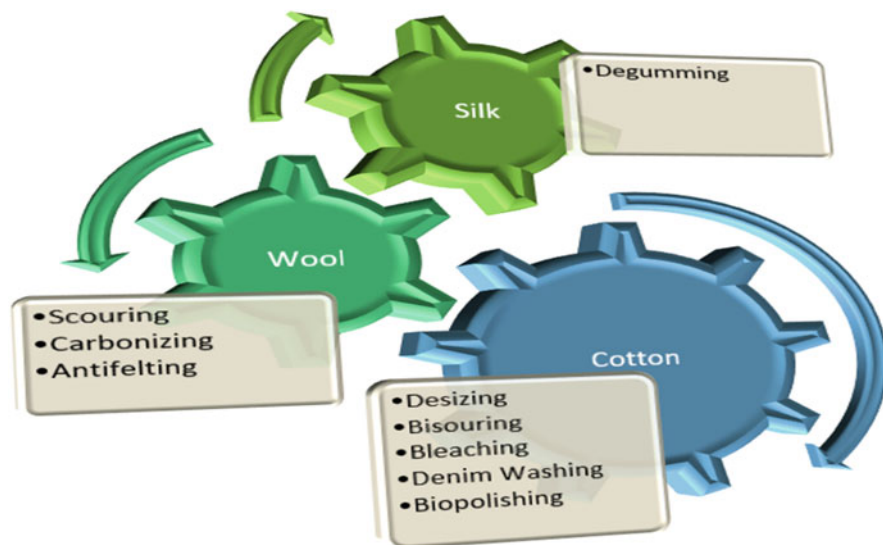 Silk
•Degumming
Wool
•Scouring
•Carbonizing
•Antifelting
Cotton
•Desizing
•Bisouring
•Bleaching
•Denim Washing
•Biopolishing